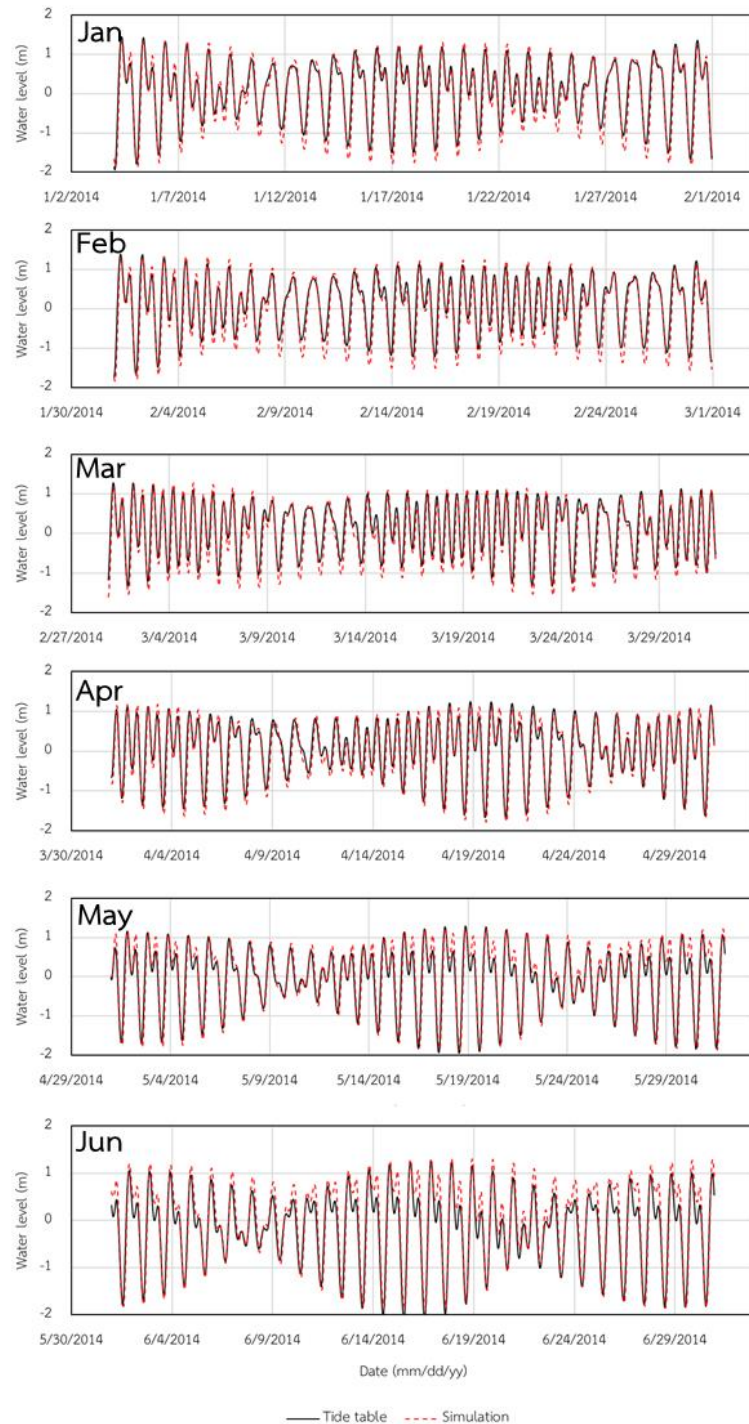 Jan
Water level (m)
2
1
0
-1
-2
1/2/2014 1/7/2014 1/12/2014 1/17/2014 1/22/2014 1/27/2014 2/1/2014
Feb
Water level (m)
2
1
0
-1
-2
1/30/2014 2/4/2014 2/9/2014 2/14/2014 2/19/2014 2/24/2014 3/1/2014
Mar
Water level (m)
2
1
0
-1
-2
2/27/2014 3/4/2014 3/9/2014 3/14/2014 3/19/2014 3/24/2014 3/29/2014
Apr
Water level (m)
2
1
0
-1
-2
3/30/2014 4/4/2014 4/9/2014 4/14/2014 4/19/2014 4/24/2014 4/29/2014
May
Water level (m)
2
1
0
-1
-2
4/29/2014 5/4/2014 5/9/2014 5/14/2014 5/19/2014 5/24/2014 5/29/2014
Jun
Water level (m)
2
1
0
-1
-2
5/30/2014 6/4/2014 6/9/2014 6/14/2014 6/19/2014 6/24/2014 6/29/2014
Date (mm/dd/yy)
Tide table Simulation